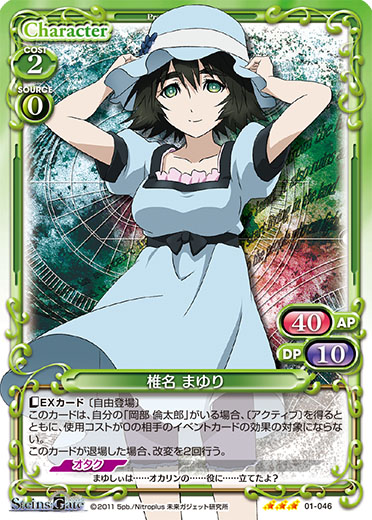 Character
COST
2
SOURCE
0
40 AP
DP 10
椎名 まゆり
EXカード〔自由登場〕
このカードは、自分の「岡部 倫太郎」がいる場合、〔アクティブ〕を得ると
ともに、使用コストが0の相手のイベントカードの効果の対象にならな
い。
このカードが退場した場合、改変を2回行う。
オタク
まゆしぃは……オカリンの……役に……立てたよ?
Steins;Gate
©2011 5pb./Nitroplus 未来ガジェット研究所
01-046